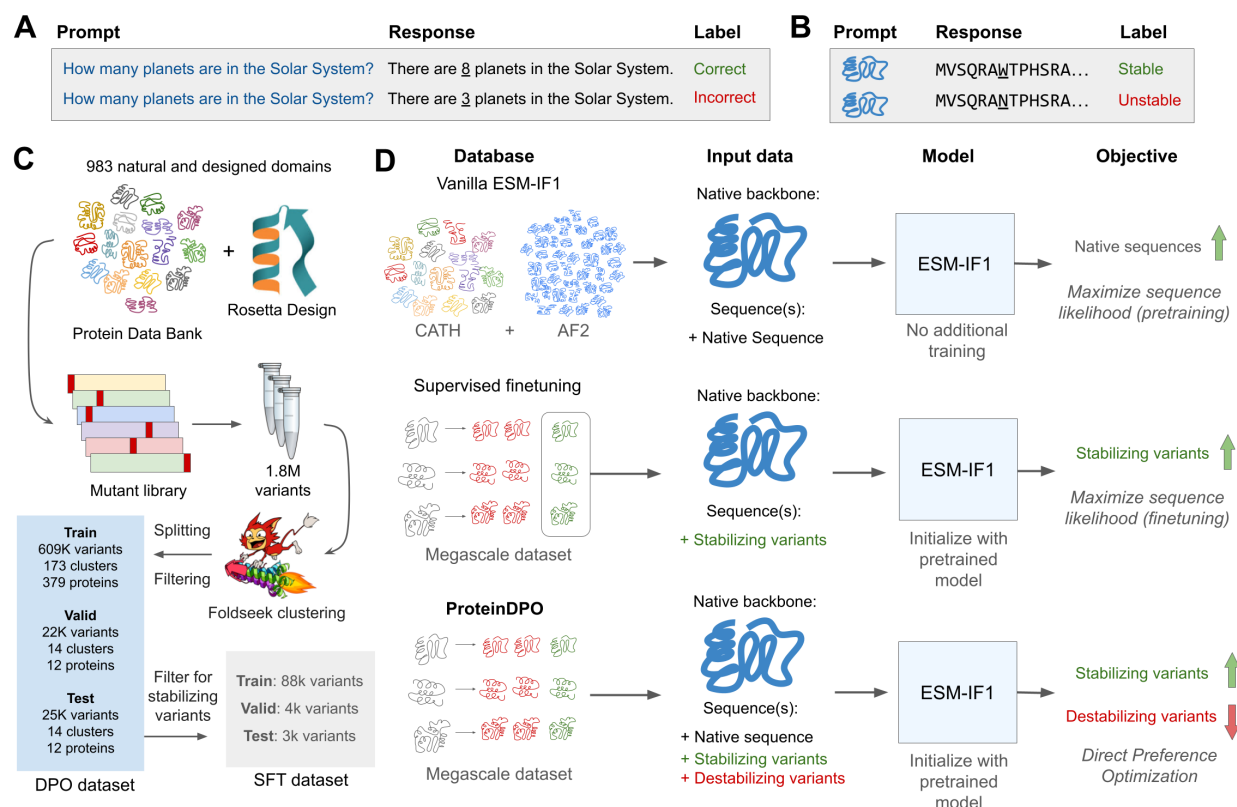 A
Prompt
Response
Label
How many planets are in the Solar System?
There are 8 planets in the Solar System.
Correct
How many planets are in the Solar System?
There are 3 planets in the Solar System.
Incorrect
B
Prompt
Response
Label
MVSQRAWTPHSRA...
Stable
MVSQRANTPHSRA...
Unstable
C
983 natural and designed domains
+
Rosetta Design
Protein Data Bank
Mutant library
1.8M
variants
Train
609K variants
173 clusters
379 proteins
Valid
22K variants
14 clusters
12 proteins
Test
25K variants
14 clusters
12 proteins
DPO dataset
Splitting
Filtering
Foldseek clustering
Filter for
stabilizing
variants
Train: 88k variants
Valid: 4k variants
Test: 3k variants
SFT dataset
D
Database
Input data
Model
Objective
Vanilla ESM-IF1
CATH + AF2
Native backbone:
Sequence(s):
+ Native Sequence
ESM-IF1
No additional
training
Native sequences
Maximize sequence
likelihood (pretraining)
Supervised finetuning
Megascale dataset
Native backbone:
Sequence(s):
+ Stabilizing variants
ESM-IF1
Initialize with
pretrained
model
Stabilizing variants
Maximize sequence
likelihood (finetuning)
ProteinDPO
Megascale dataset
Native backbone:
Sequence(s):
+ Native sequence
+ Stabilizing variants
+ Destabilizing variants
ESM-IF1
Initialize with
pretrained
model
Stabilizing variants
Destabilizing variants
Direct Preference
Optimization